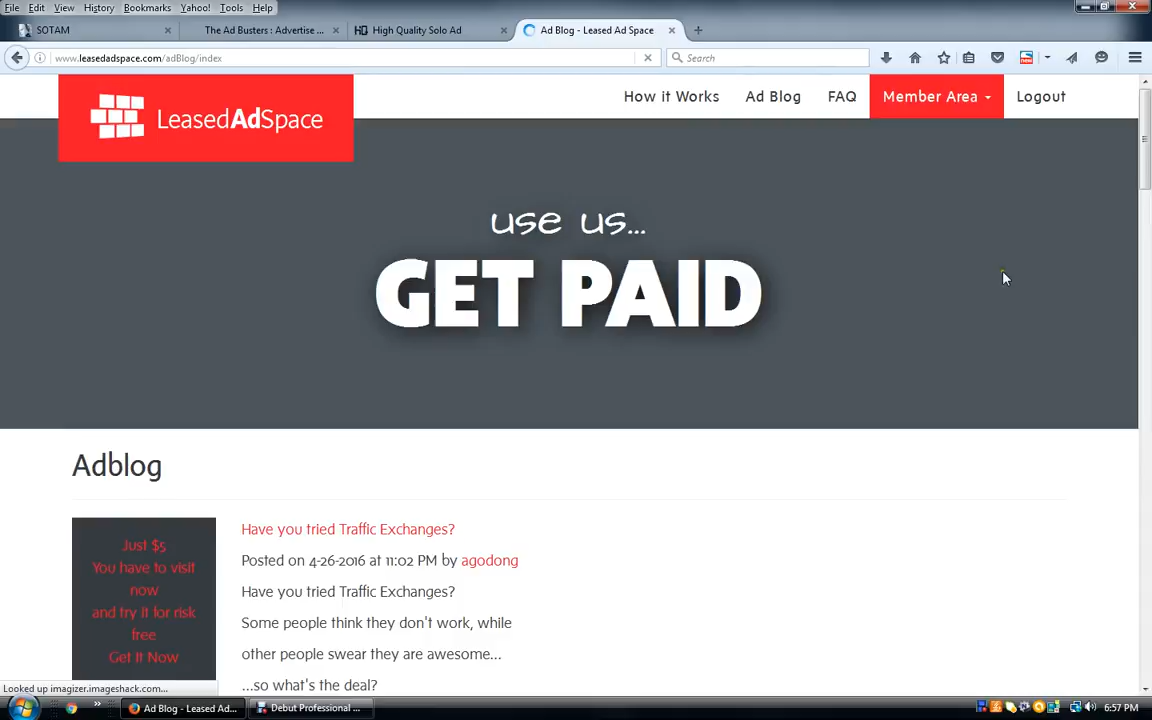 File Edit View History Bookmarks Yahoo! Tools Help
SOTAM The Ad Busters : Advertise ... High Quality Solo Ad Ad Blog - Leased Ad Space
www.leasedadspace.com/adBlog/index Search
LeasedAdSpace How it Works Ad Blog FAQ Member Area Logout
use us...
GET PAID
Adblog
Just $5
You have to visit
now
and try it for risk
free
Get It Now
Have you tried Traffic Exchanges?
Posted on 4-26-2016 at 11:02 PM by agodong
Have you tried Traffic Exchanges?
Some people think they don't work, while
other people swear they are awesome...
...so what's the deal?
Looked up imagizer.imageshack.com...
Ad Blog - Leased Ad... Debut Professional ... 6:57 PM